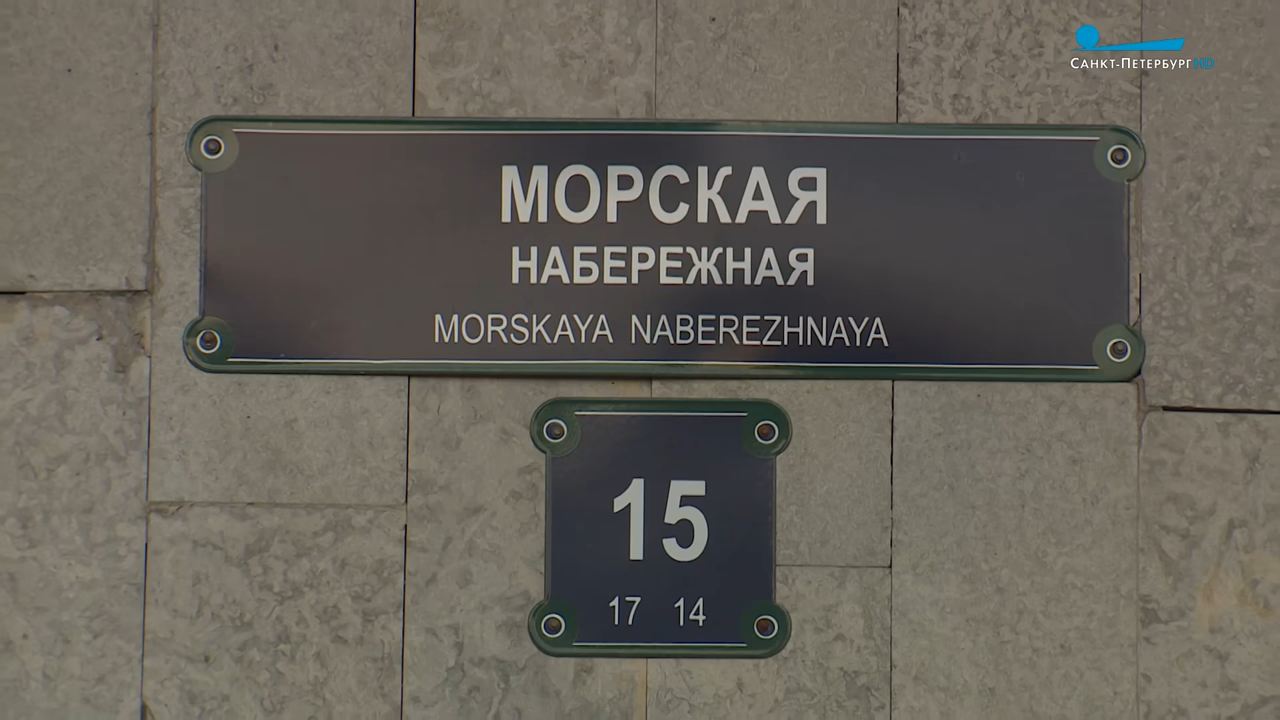 Санкт-Петербург HD
МОРСКАЯ
НАБЕРЕЖНАЯ
MORSKAYA NABEREZHNAYA
15
17 14